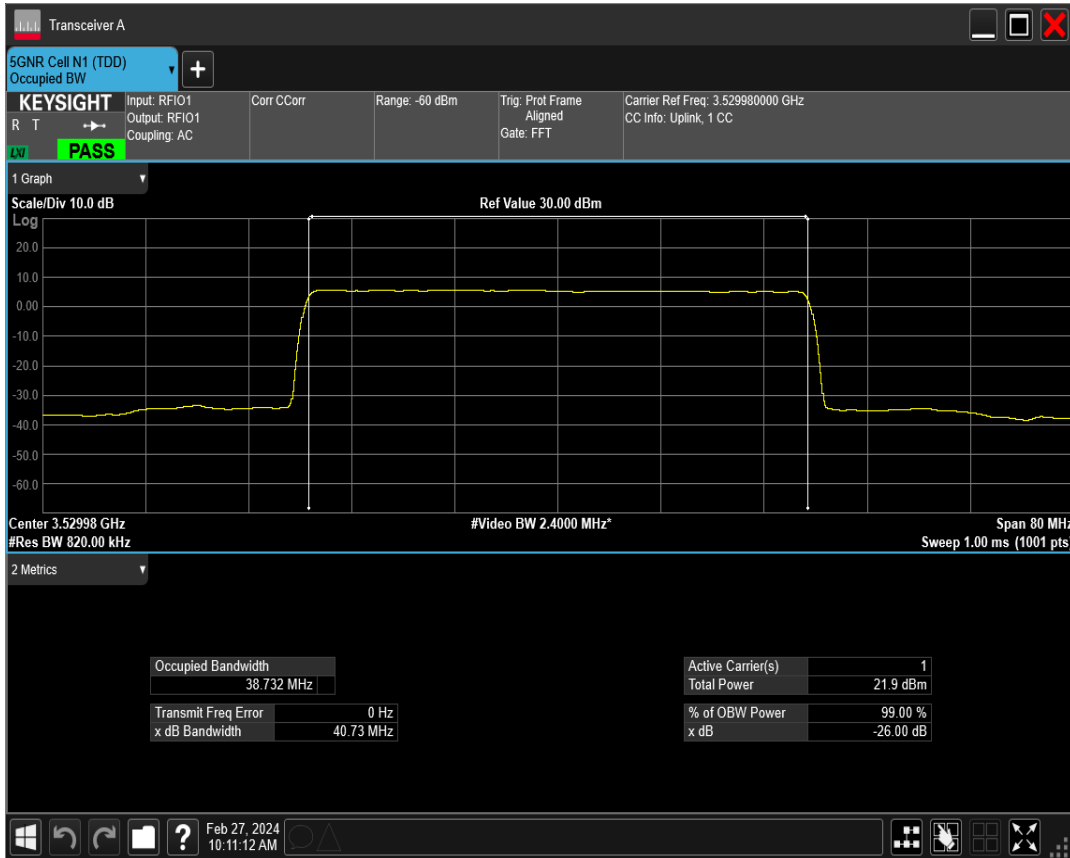 Transceiver A
5GNR Cell N1 (TDD)
Occupied BW
+
KEYSIGHT
R T
LXI
PASS
Input: RFIO1
Output: RFIO1
Coupling: AC
Corr CCorr
Range: -60 dBm
Trig: Prot Frame
Aligned
Gate: FFT
Carrier Ref Freq: 3.529980000 GHz
CC Info: Uplink, 1 CC
1 Graph
Scale/Div 10.0 dB
Ref Value 30.00 dBm
Log
20.0
10.0
0.00
-10.0
-20.0
-30.0
-40.0
-50.0
-60.0
Center 3.52998 GHz
#Video BW 2.4000 MHz*
Span 80 MHz
#Res BW 820.00 kHz
Sweep 1.00 ms (1001 pts)
2 Metrics
Occupied Bandwidth
38.732 MHz
Transmit Freq Error 0 Hz
x dB Bandwidth 40.73 MHz
Active Carrier(s) 1
Total Power 21.9 dBm
% of OBW Power 99.00 %
x dB -26.00 dB
?
Feb 27, 2024
10:11:12 AM